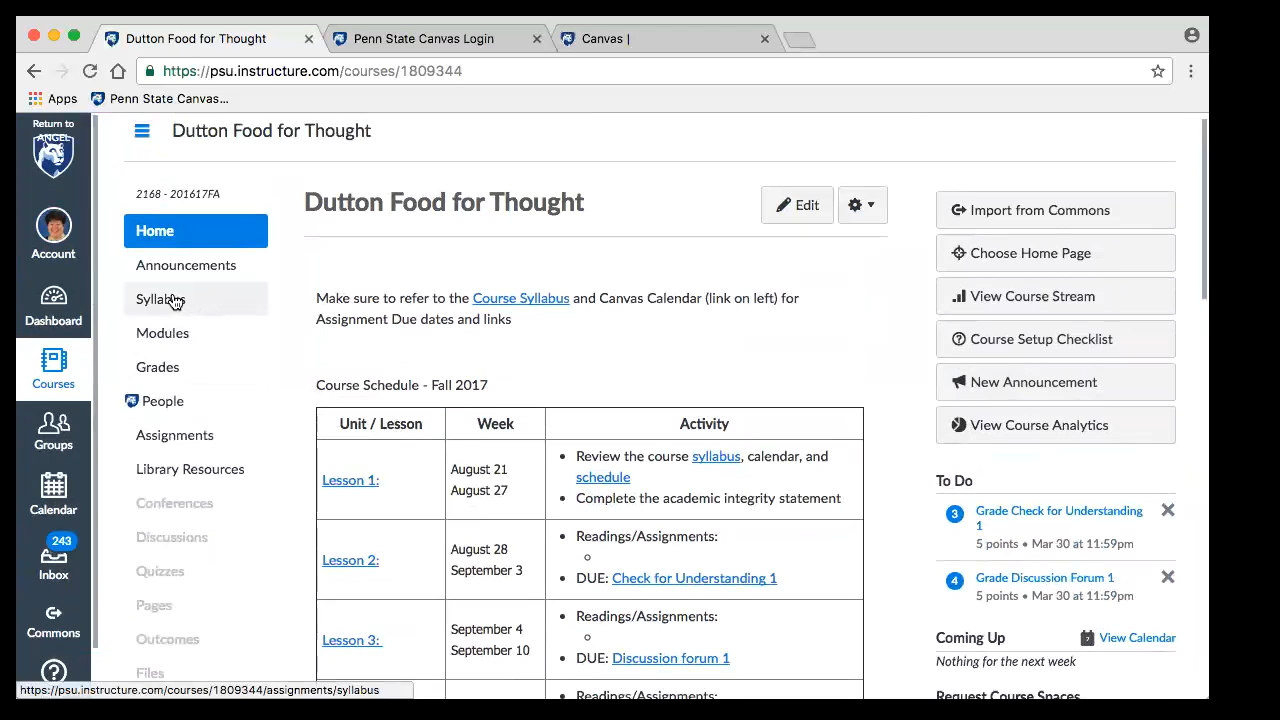 Dutton Food for Thought
Penn State Canvas Login
Canvas |
https://psu.instructure.com/courses/1809344
Apps
Penn State Canvas...
Return to
ANGEL
Account
Dashboard
Courses
Groups
Calendar
243
Inbox
Commons
Dutton Food for Thought
2168 - 201617FA
Home
Announcements
Syllabus
Modules
Grades
People
Assignments
Library Resources
Conferences
Discussions
Quizzes
Pages
Outcomes
Files
https://psu.instructure.com/courses/1809344/assignments/syllabus
Dutton Food for Thought
Edit
Make sure to refer to the Course Syllabus and Canvas Calendar (link on left) for
Assignment Due dates and links
Course Schedule - Fall 2017
Unit / Lesson Week Activity
Lesson 1:
August 21
August 27
Review the course syllabus, calendar, and
schedule
Complete the academic integrity statement
Lesson 2:
August 28
September 3
Readings/Assignments:
DUE: Check for Understanding 1
Lesson 3:
September 4
September 10
Readings/Assignments:
DUE: Discussion forum 1
Readings/Assignments:
Import from Commons
Choose Home Page
View Course Stream
Course Setup Checklist
New Announcement
View Course Analytics
To Do
3
Grade Check for Understanding
1
5 points • Mar 30 at 11:59pm
4
Grade Discussion Forum 1
5 points • Mar 30 at 11:59pm
Coming Up
View Calendar
Nothing for the next week
Request Course Spaces